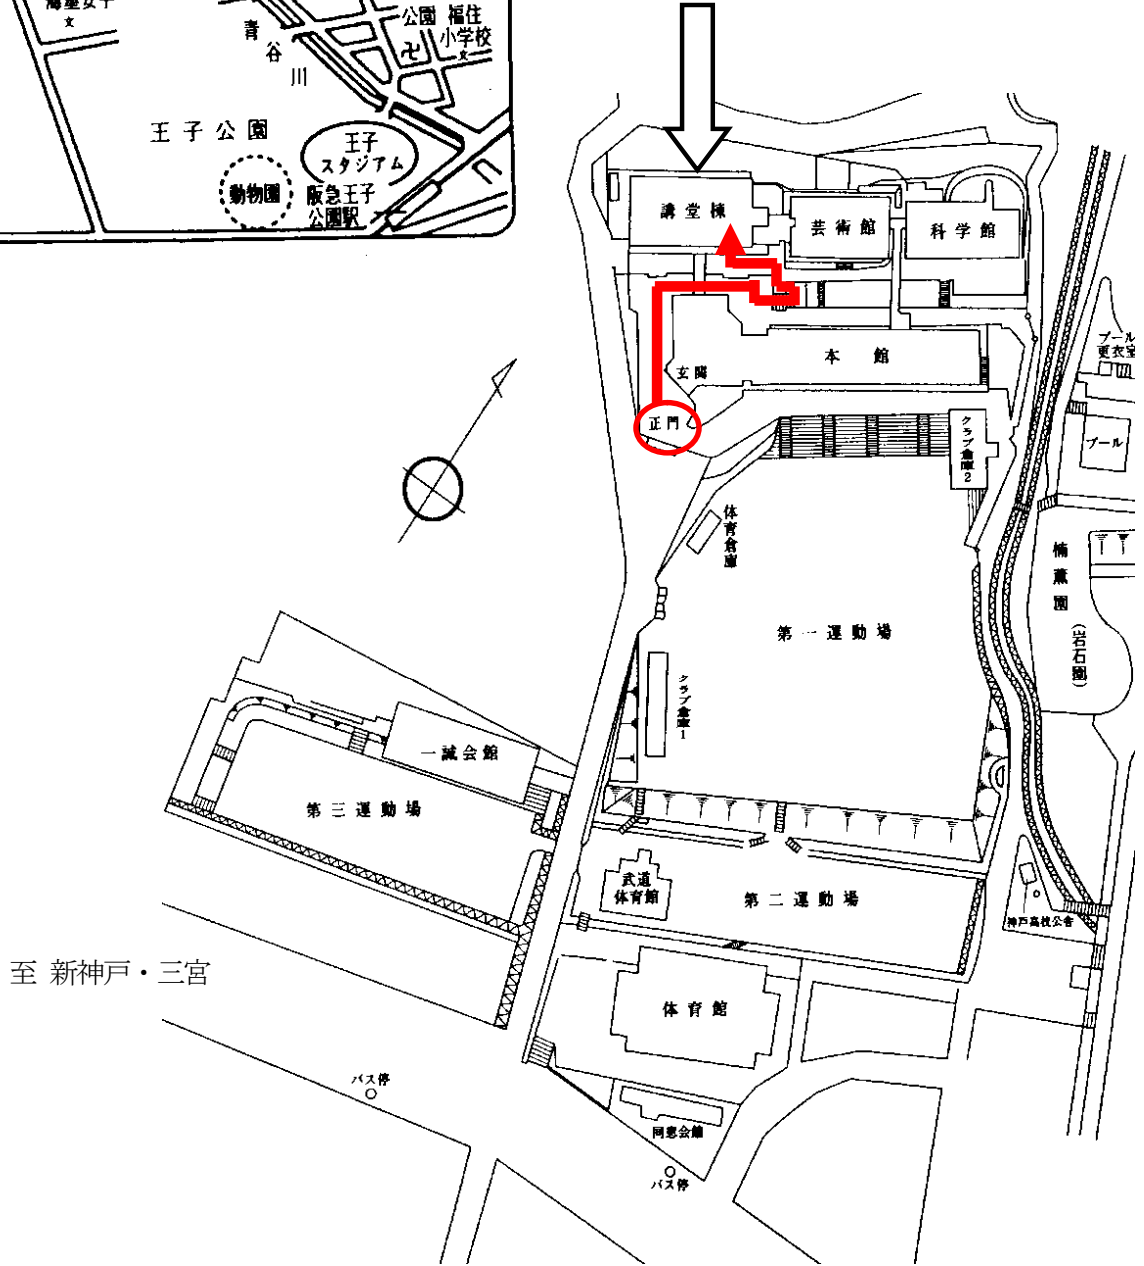 公園 福住
小学校
文
文
青谷川
王子公園
王子
スタジアム
動物園
阪急王子
公園駅
講堂棟
芸術館
科学館
本館
玄関
正門
プール
更衣室
プール
クラブ倉庫2
体育倉庫
楠薫園
(岩石園)
第一運動場
クラブ倉庫1
一誠会館
第三運動場
武道
体育館
第二運動場
神戸高校公舎
至 新神戸・三宮
体育館
バス停
同窓会館
バス停